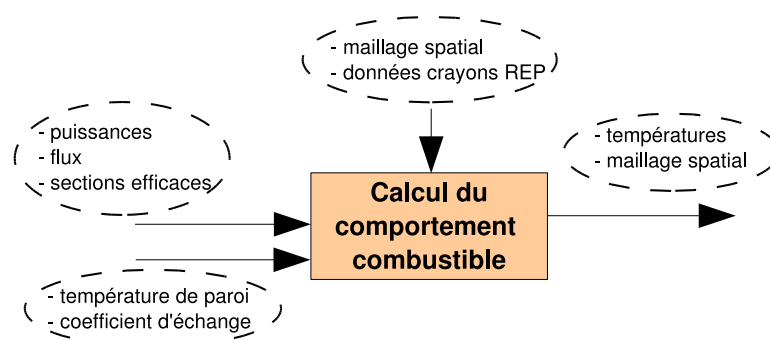 - maillage spatial
- données crayons REP
- puissances
- flux
- sections efficaces
- températures
- maillage spatial
Calcul du
comportement
combustible
- température de paroi
- coefficient d'échange